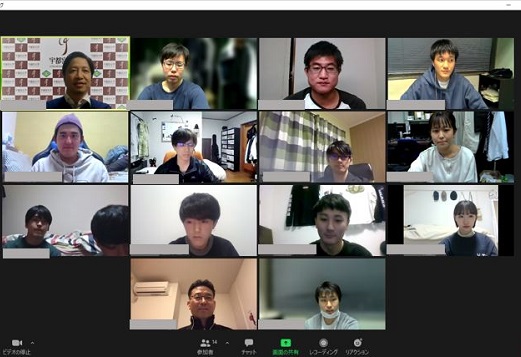 宇都宮
14
ビデオの停止
参加者
チャット
画面の共有
レコーディング
リアクション